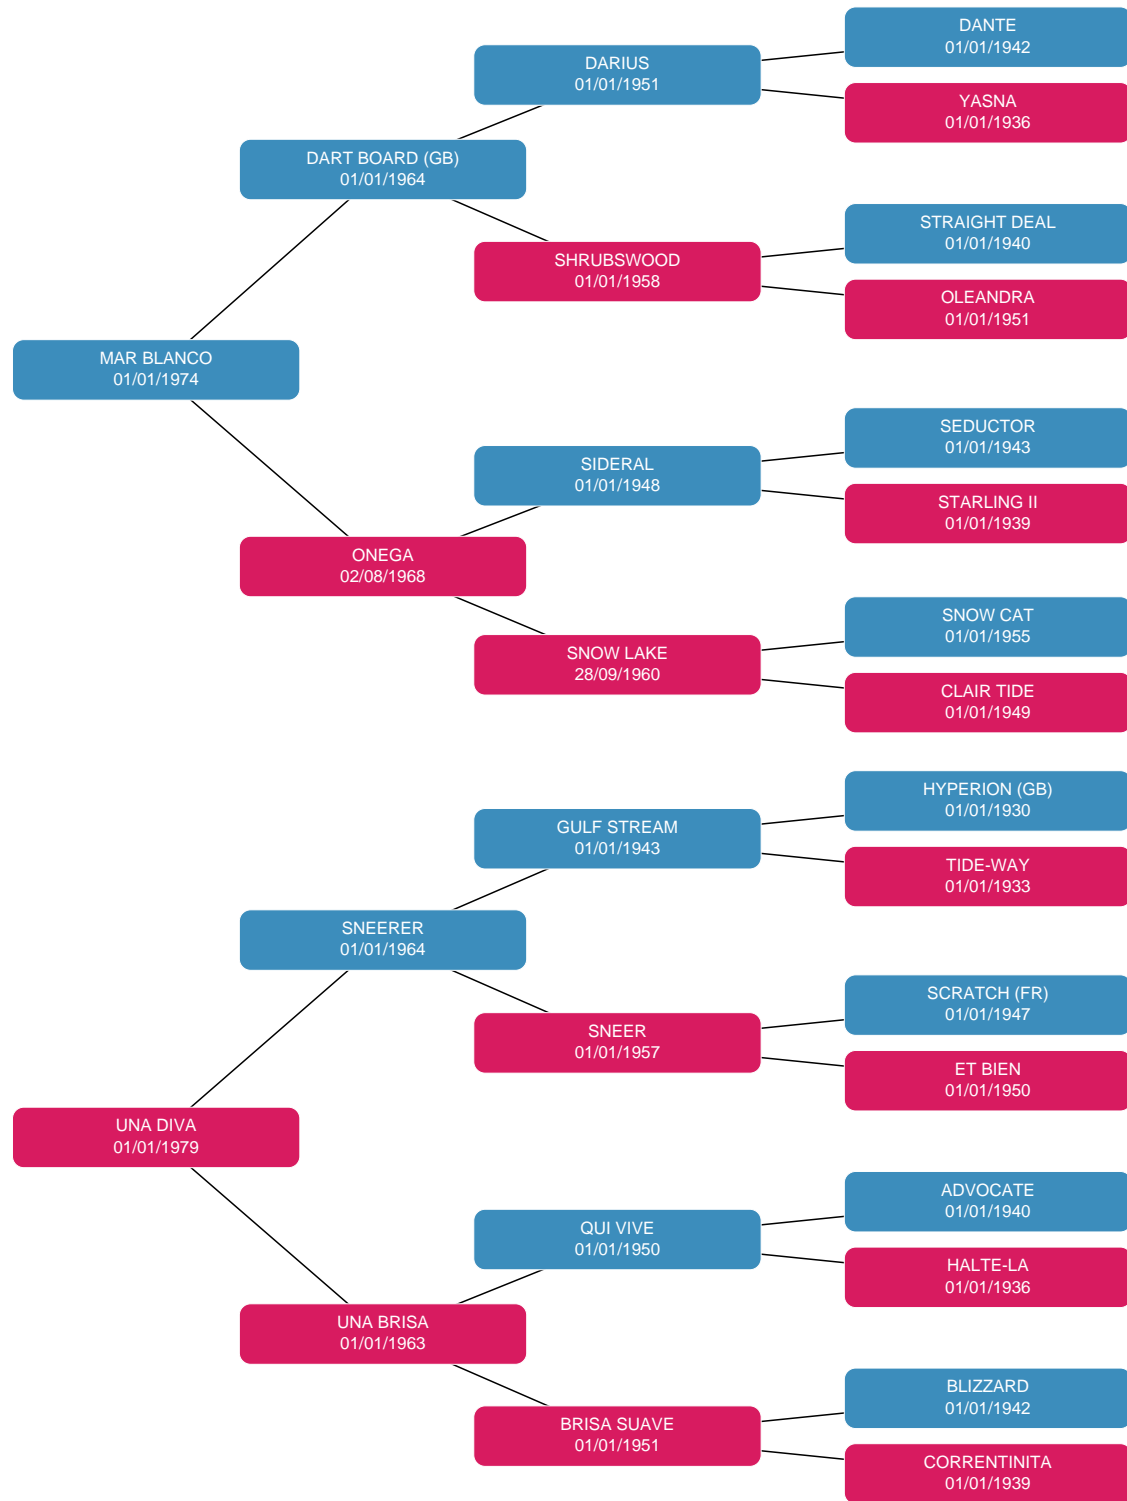 DANTE
01/01/1942
DARIUS
01/01/1951
YASNA
01/01/1936
DART BOARD (GB)
01/01/1964
STRAIGHT DEAL
01/01/1940
SHRUBSWOOD
01/01/1958
OLEANDRA
01/01/1951
MAR BLANCO
01/01/1974
SEDUCTOR
01/01/1943
SIDERAL
01/01/1948
STARLING II
01/01/1939
ONEGA
02/08/1968
SNOW CAT
01/01/1955
SNOW LAKE
28/09/1960
CLAIR TIDE
01/01/1949
HYPERION (GB)
01/01/1930
GULF STREAM
01/01/1943
TIDE-WAY
01/01/1933
SNEERER
01/01/1964
SCRATCH (FR)
01/01/1947
SNEER
01/01/1957
ET BIEN
01/01/1950
UNA DIVA
01/01/1979
ADVOCATE
01/01/1940
QUI VIVE
01/01/1950
HALTE-LA
01/01/1936
UNA BRISA
01/01/1963
BLIZZARD
01/01/1942
BRISA SUAVE
01/01/1951
CORRENTINITA
01/01/1939